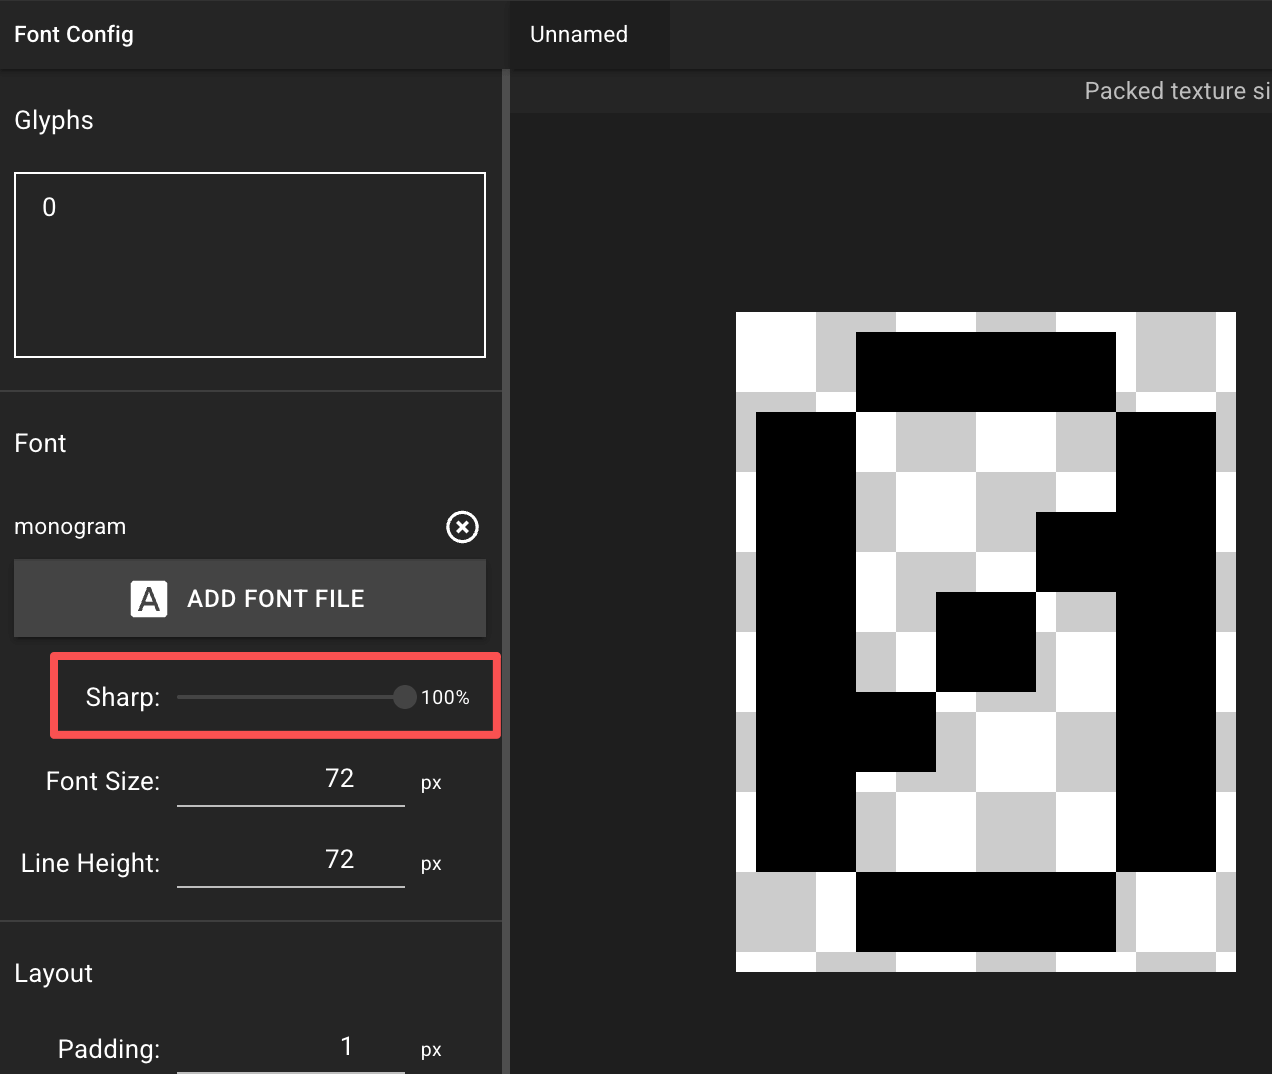 Font Config
Unnamed
Packed texture si
Glyphs
0
Font
monogram
A ADD FONT FILE
Sharp: 100%
Font Size: 72 px
Line Height: 72 px
Layout
Padding: 1 px
0